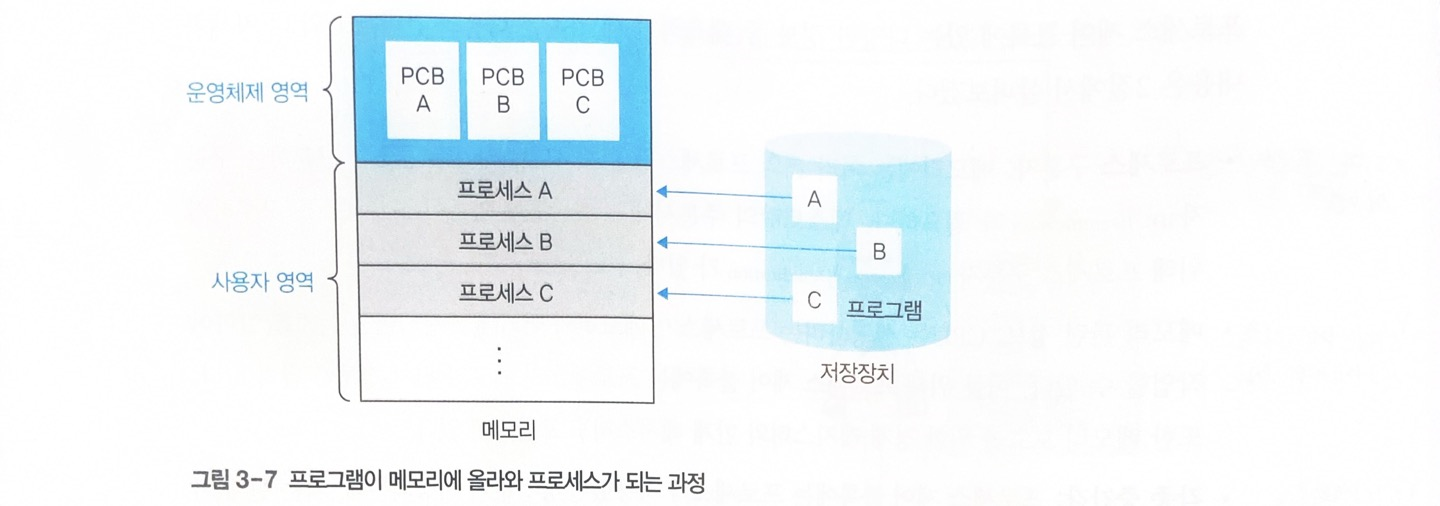 운영체제 영역
PCB A
PCB B
PCB C
프로세스 A
프로세스 B
프로세스 C
⋮
사용자 영역
메모리
A
B
C
프로그램
저장장치
그림 3-7 프로그램이 메모리에 올라와 프로세스가 되는 과정